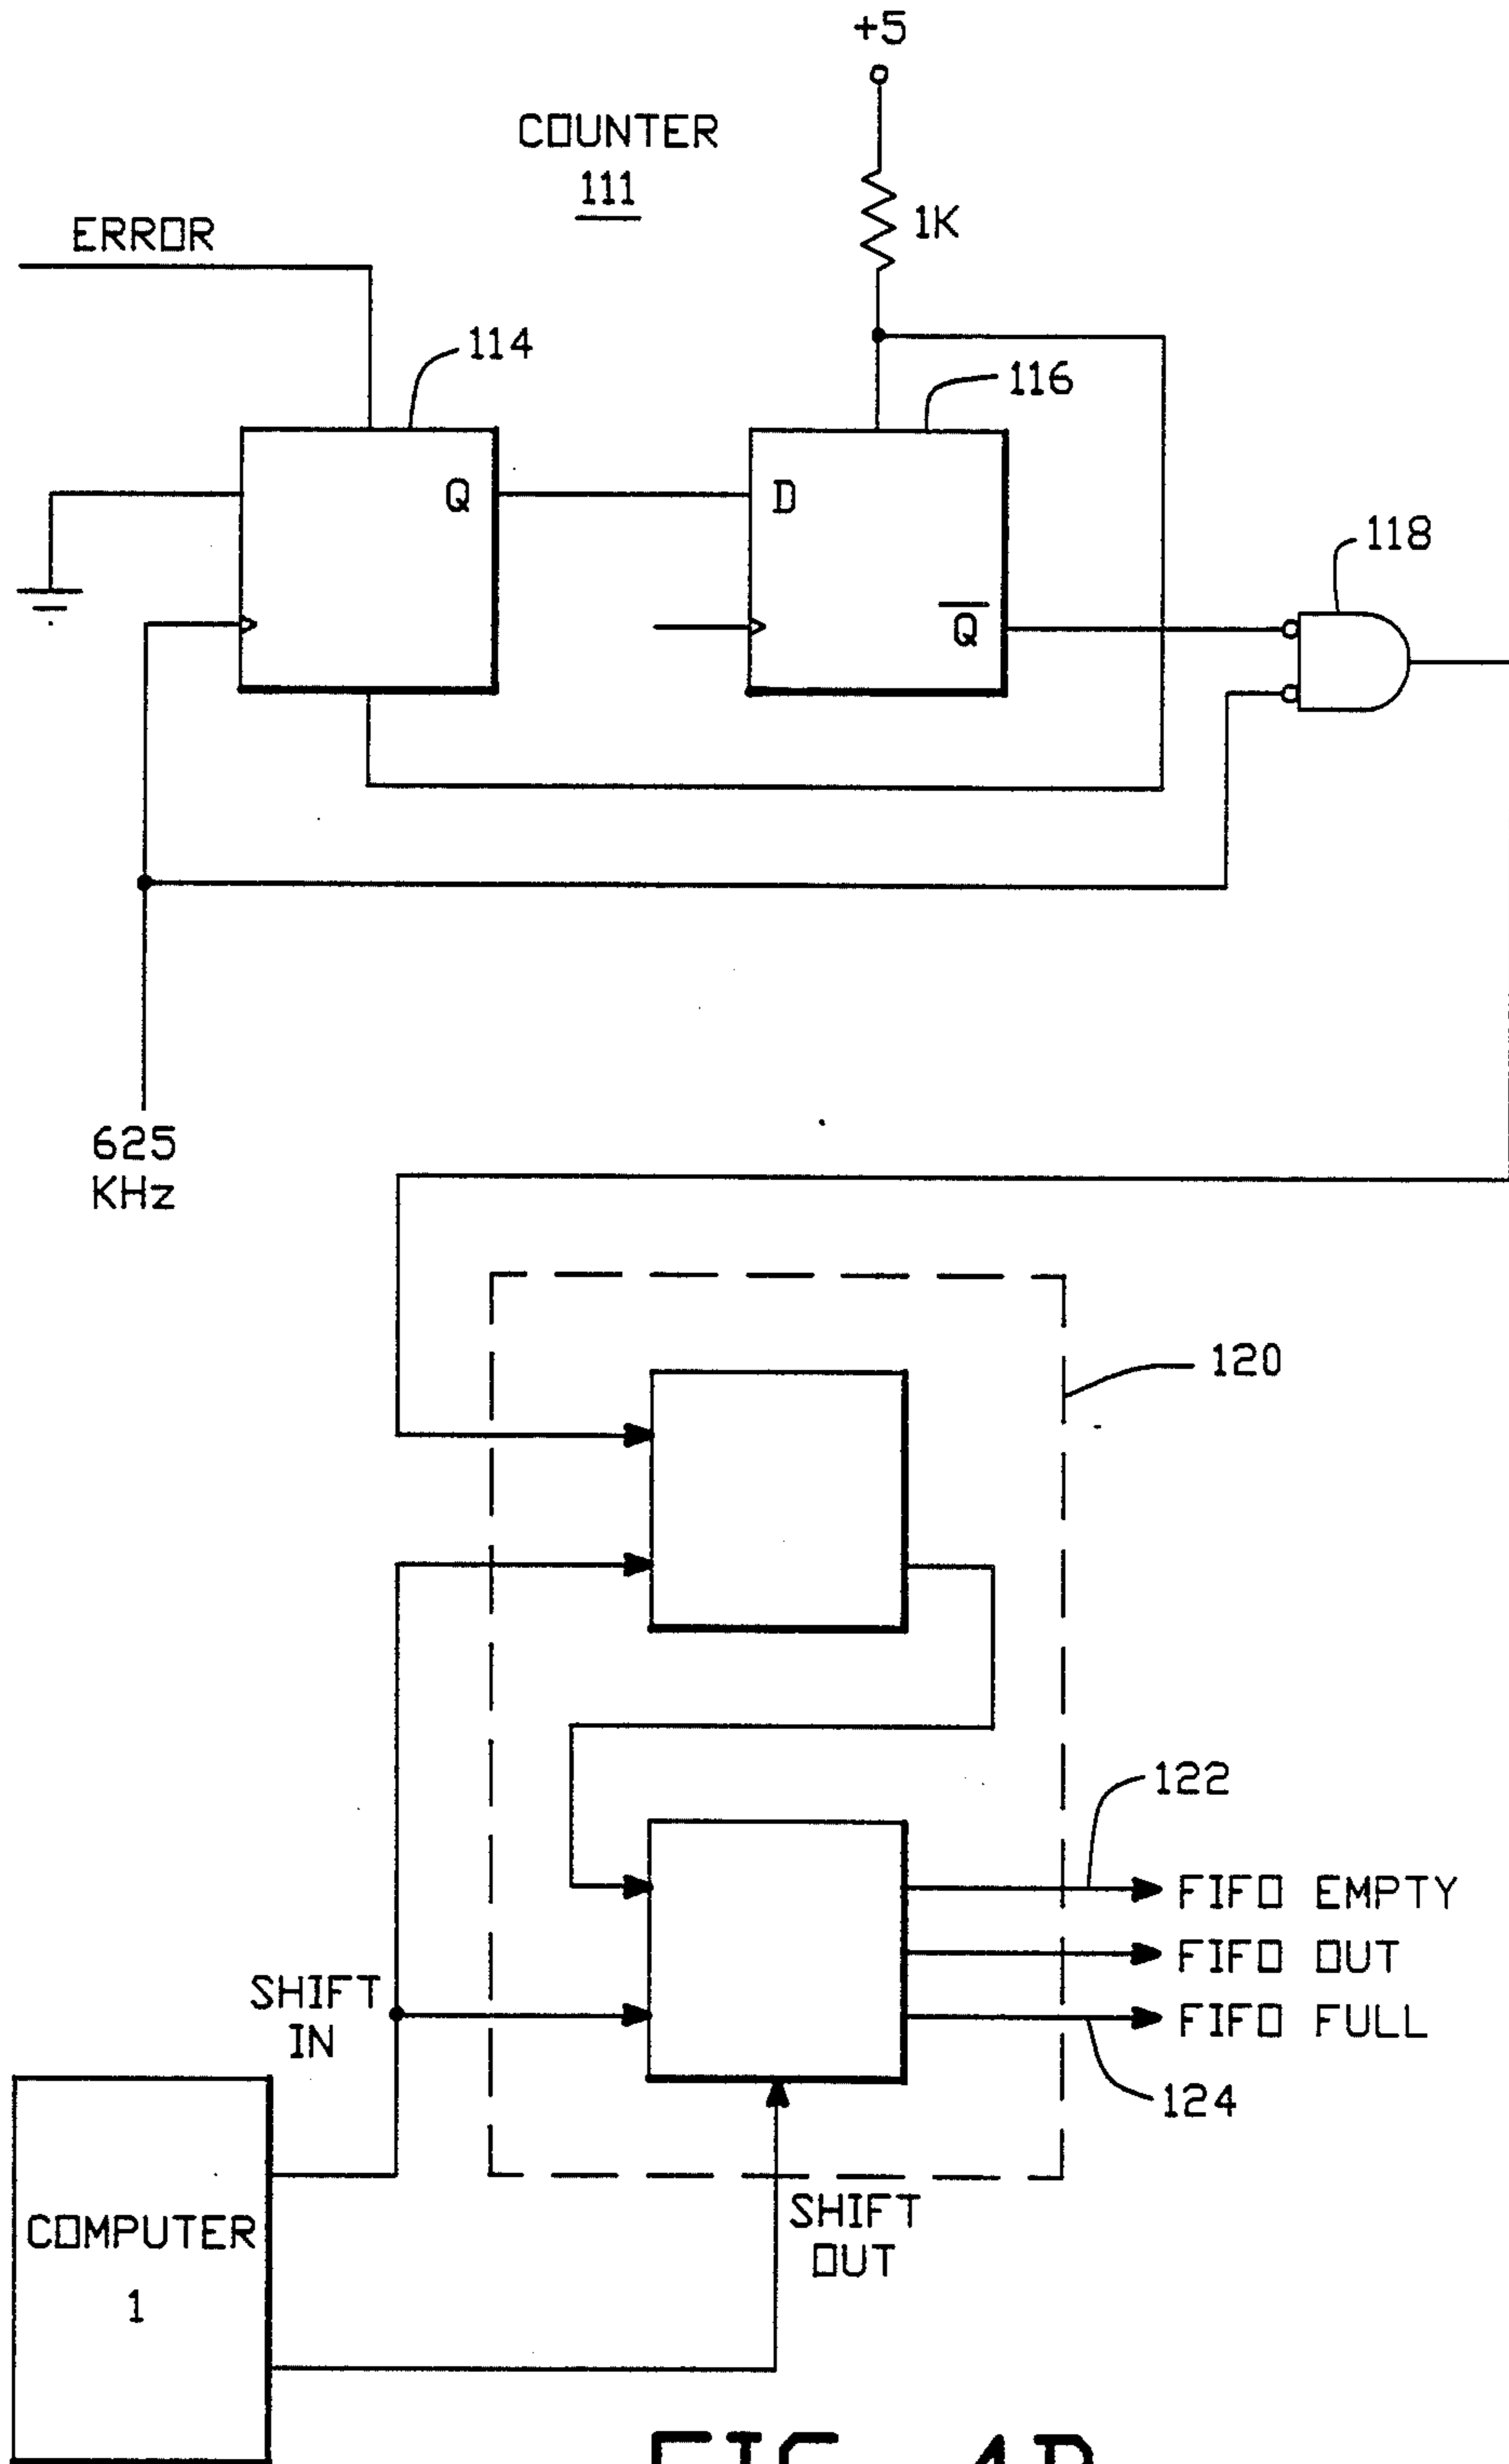 +5
COUNTER
111
1K
ERROR
114
116
Q
D
118
Q
625
KHz
120
122
FIFO EMPTY
FIFO OUT
SHIFT
IN
FIFO FULL
124
SHIFT
OUT
COMPUTER
1